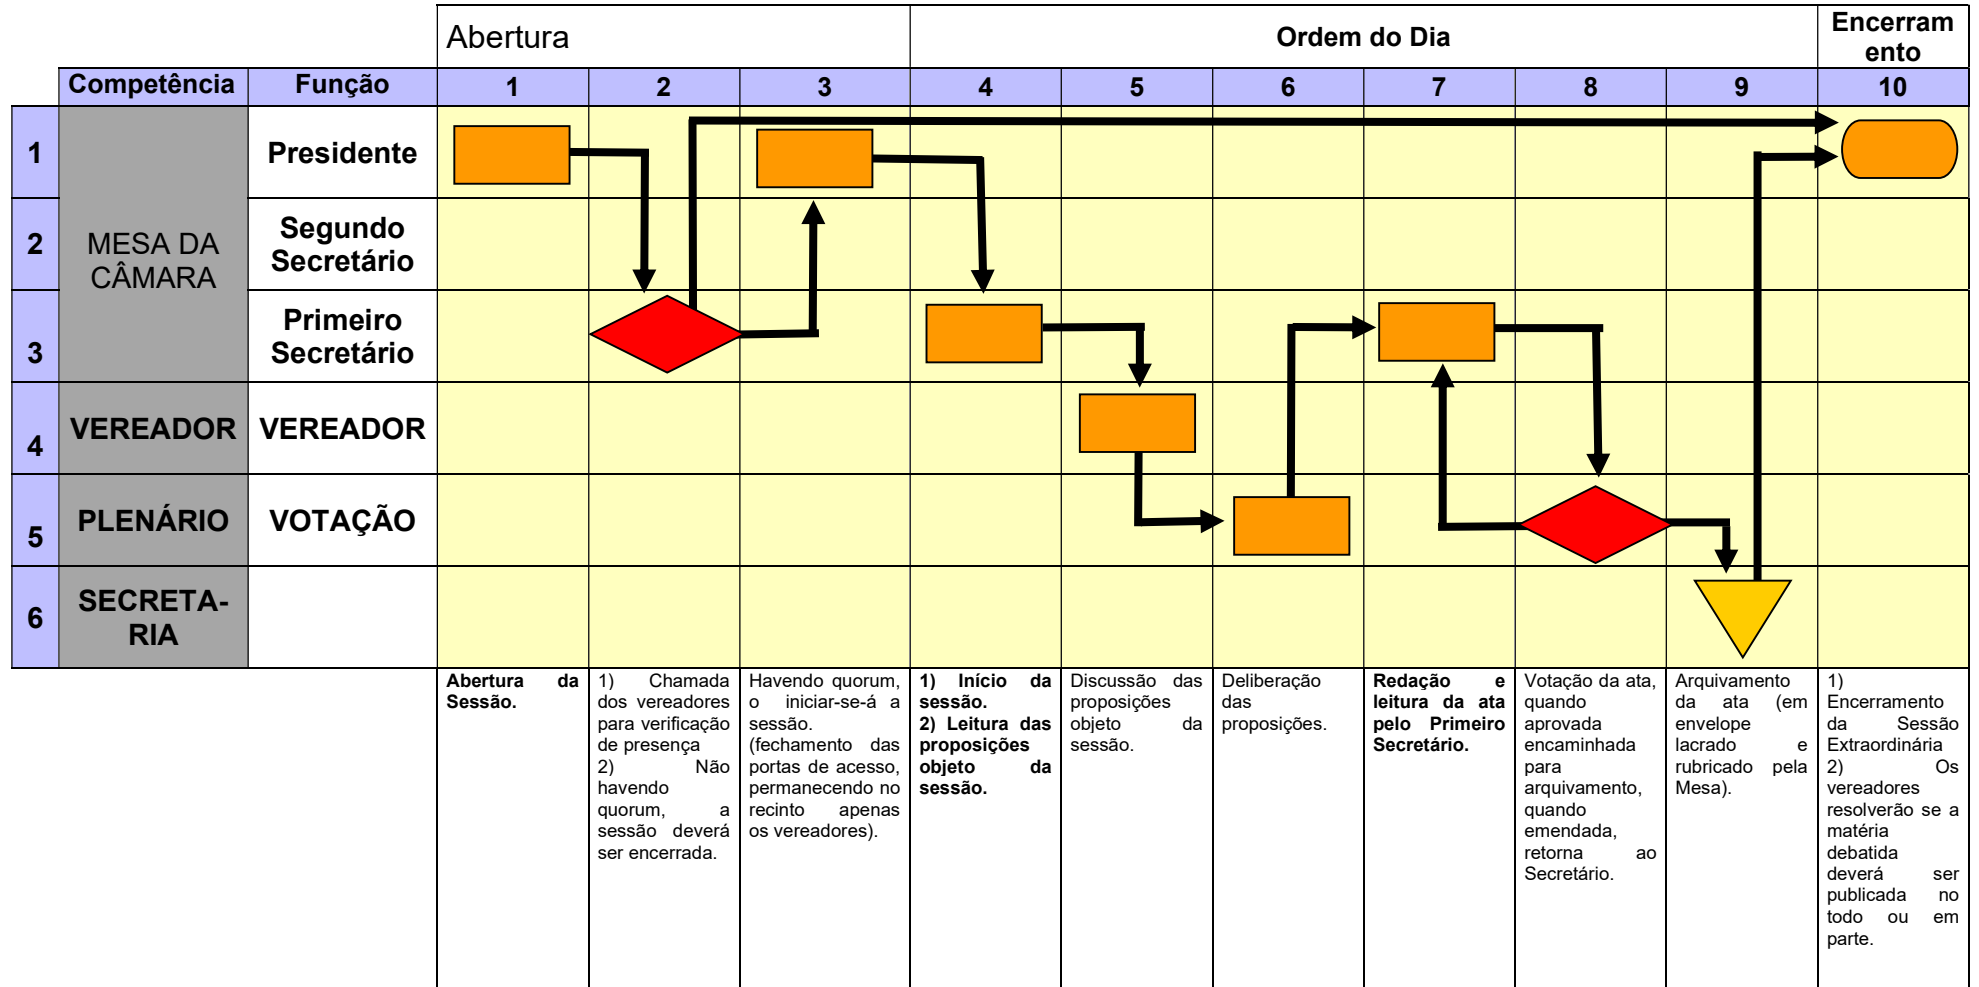 Abertura
Ordem do Dia
Encerram
ento
Competência
Função
1
2
3
4
5
6
7
8
9
10
1
MESA DA
CÂMARA
Presidente
2
Segundo
Secretário
3
Primeiro
Secretário
4
VEREADOR
VEREADOR
5
PLENÁRIO
VOTAÇÃO
6
SECRETA-
RIA
Abertura da
Sessão.
1) Chamada
dos vereadores
para verificação
de presença
2) Não
havendo
quorum, a
sessão deverá
ser encerrada.
Havendo quorum,
o iniciar-se-á a
sessão.
(fechamento das
portas de acesso,
permanecendo no
recinto apenas
os vereadores).
1) Início da
sessão.
2) Leitura das
proposições
objeto da
sessão.
Discussão das
proposições
objeto da
sessão.
Deliberação
das
proposições.
Redação e
leitura da ata
pelo Primeiro
Secretário.
Votação da ata,
quando
aprovada
encaminhada
para
arquivamento,
quando
emendada,
retorna ao
Secretário.
Arquivamento
da ata (em
envelope
lacrado e
rubricado pela
Mesa).
1)
Encerramento
da Sessão
Extraordinária
2) Os
vereadores
resolverão se a
matéria
debatida
deverá ser
publicada no
todo ou em
parte.